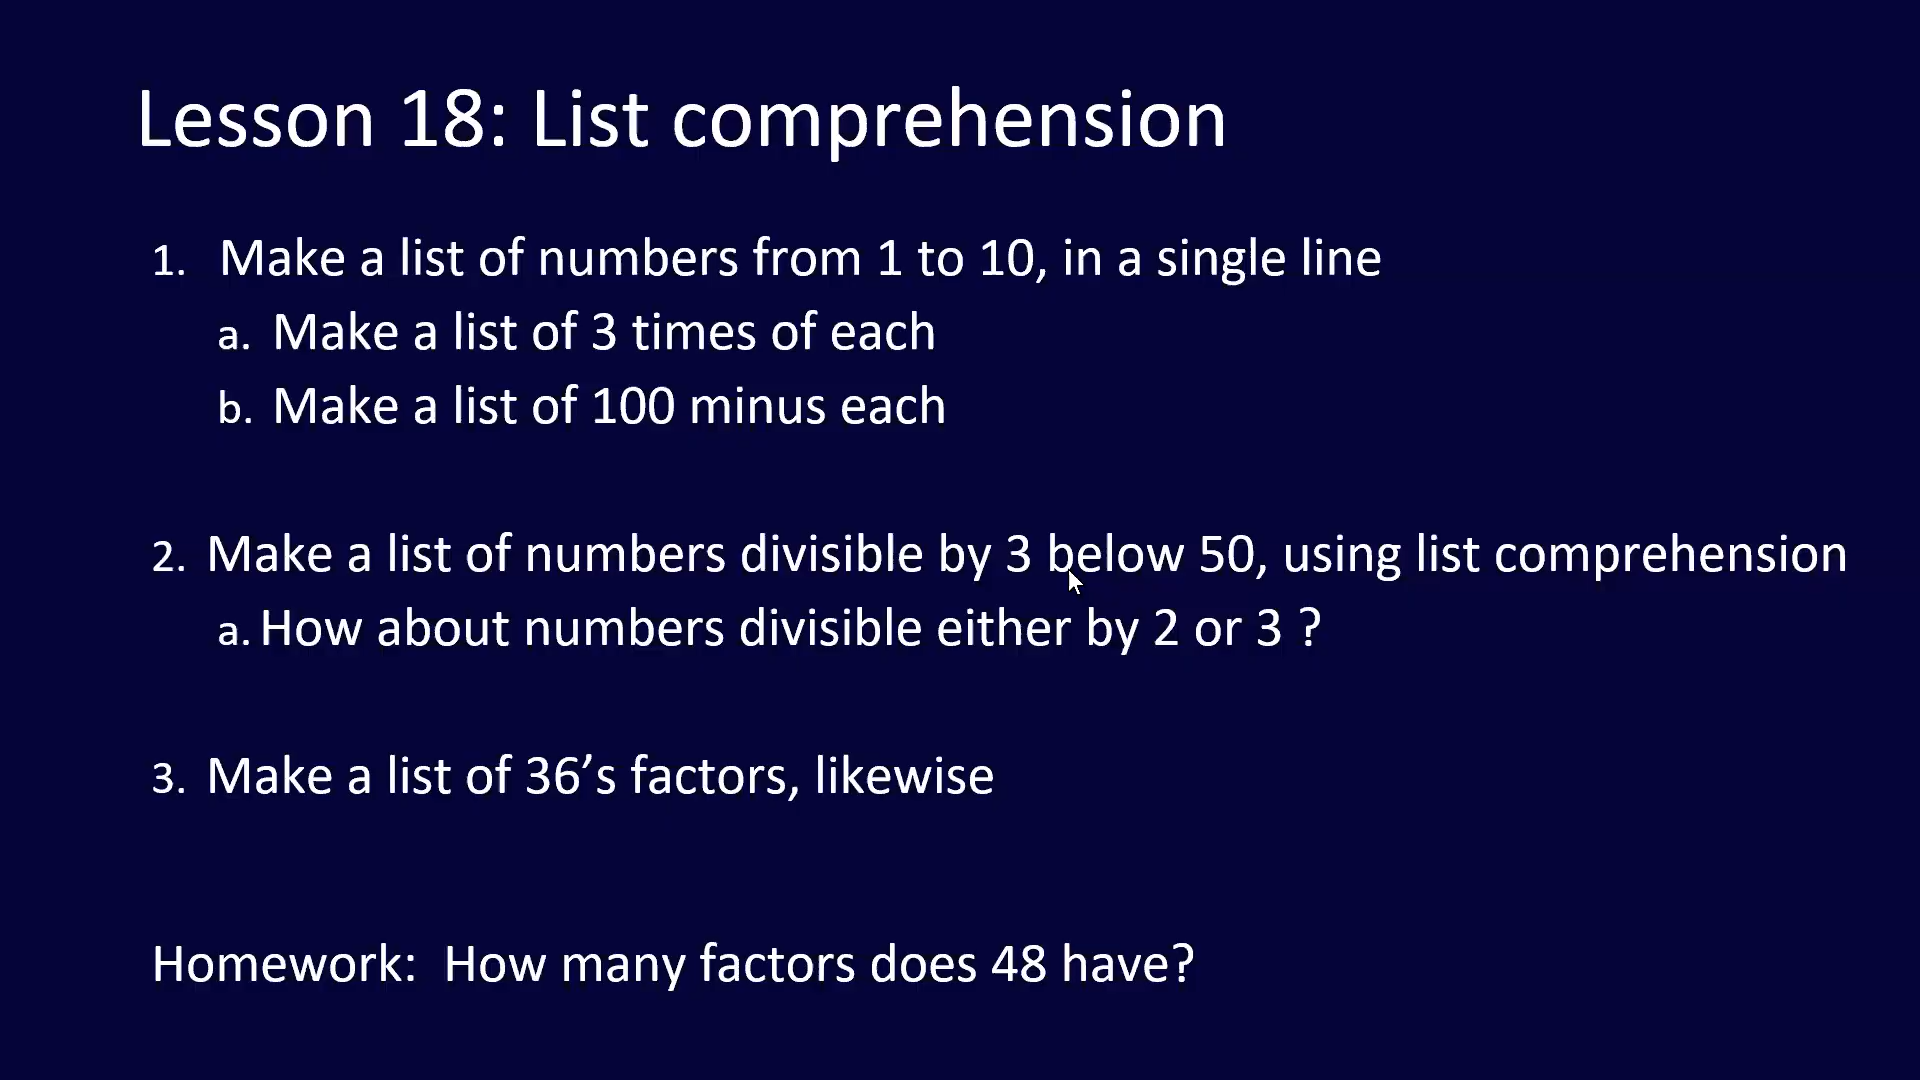 Lesson 18: List comprehension
1. Make a list of numbers from 1 to 10, in a single line
a. Make a list of 3 times of each
b. Make a list of 100 minus each
2. Make a list of numbers divisible by 3 below 50, using list comprehension
a. How about numbers divisible either by 2 or 3 ?
3. Make a list of 36’s factors, likewise
Homework: How many factors does 48 have?